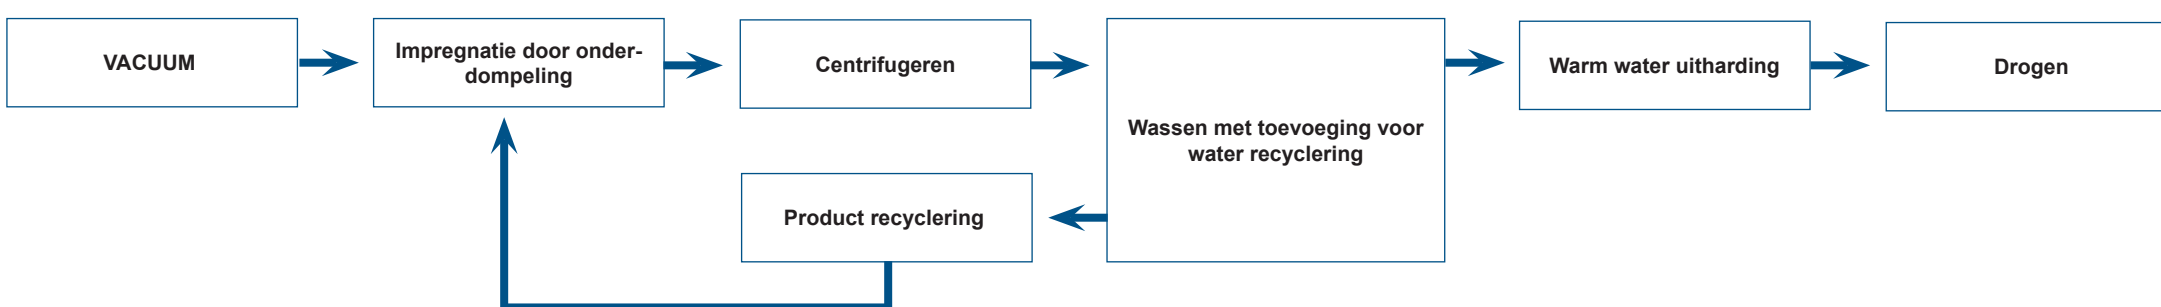 VACUUM
Impregnatie door onder-
dompeling
Centrifugeren
Wassen met toevoeging voor
water recyclering
Warm water uitharding
Drogen
Product recyclering